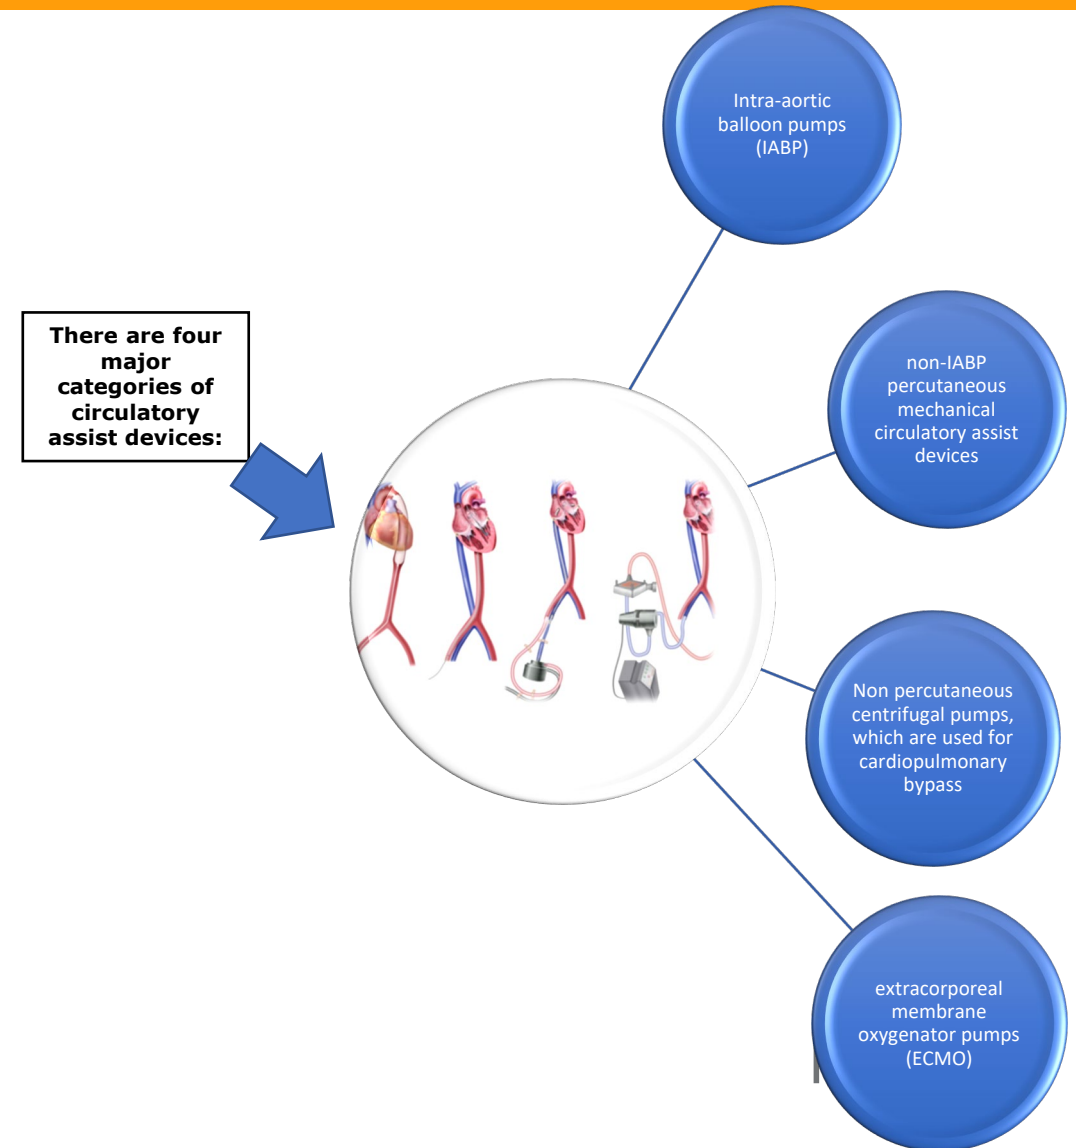 There are four
major
categories of
circulatory
assist devices:
Intra-aortic
balloon pumps
(IABP)
non-IABP
percutaneous
mechanical
circulatory assist
devices
Non percutaneous
centrifugal pumps,
which are used for
cardiopulmonary
bypass
extracorporeal
membrane
oxygenator pumps
(ECMO)